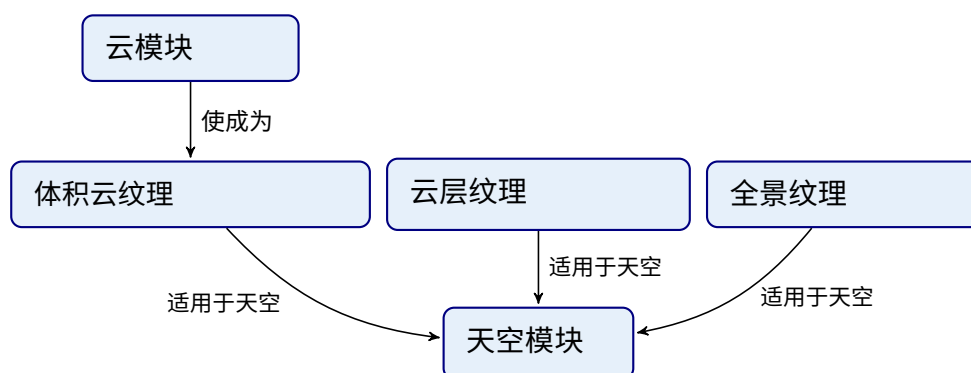 云模块
使成为
体积云纹理
云层纹理
全景纹理
适用于天空
适用于天空
适用于天空
天空模块